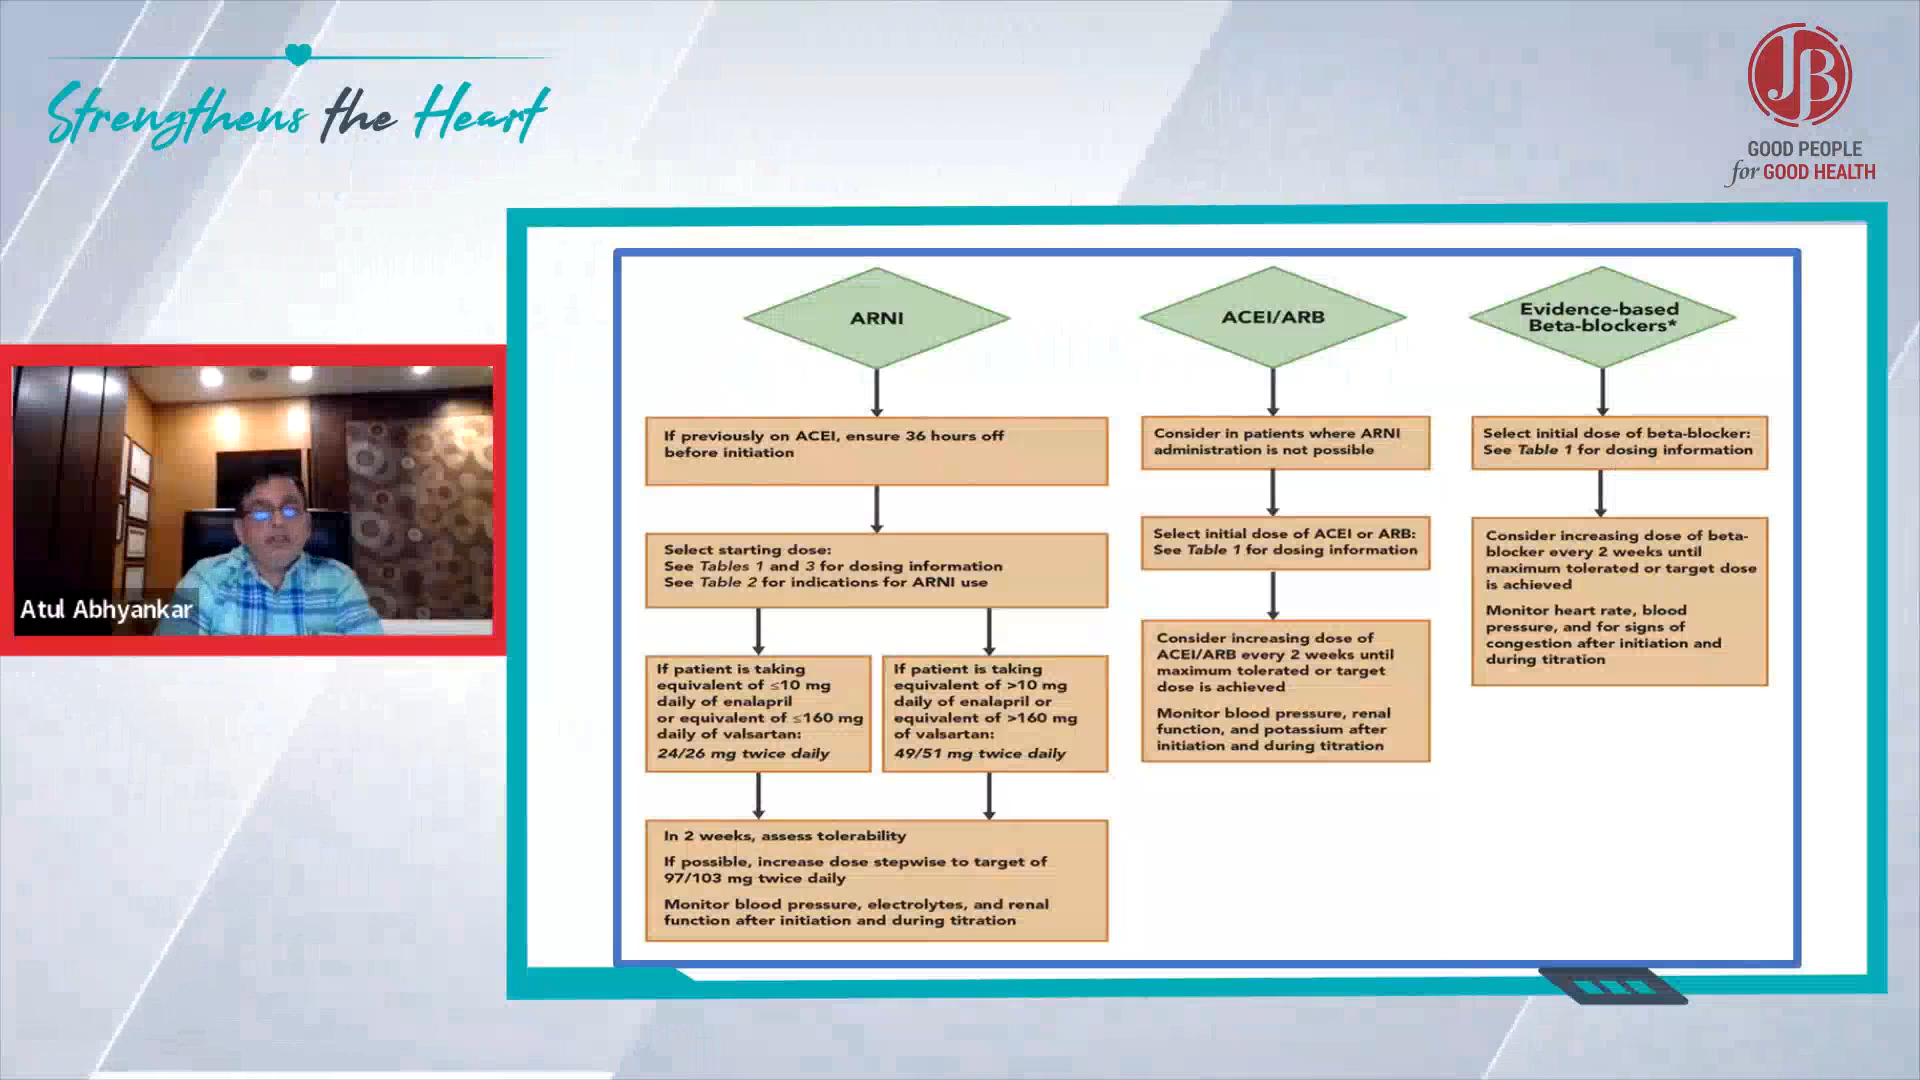 Strengthens the Heart
JB
GOOD PEOPLE
for GOOD HEALTH
Atul Abhyankar
ARNI
If previously on ACEI, ensure 36 hours off
before initiation
Select starting dose:
See Tables 1 and 3 for dosing information
See Table 2 for indications for ARNI use
If patient is taking
equivalent of ≤10 mg
daily of enalapril
or equivalent of ≤160 mg
daily of valsartan:
24/26 mg twice daily
If patient is taking
equivalent of >10 mg
daily of enalapril or
equivalent of >160 mg
of valsartan:
49/51 mg twice daily
In 2 weeks, assess tolerability
If possible, increase dose stepwise to target of
97/103 mg twice daily
Monitor blood pressure, electrolytes, and renal
function after initiation and during titration
ACEI/ARB
Consider in patients where ARNI
administration is not possible
Select initial dose of ACEI or ARB:
See Table 1 for dosing information
Consider increasing dose of
ACEI/ARB every 2 weeks until
maximum tolerated or target
dose is achieved
Monitor blood pressure, renal
function, and potassium after
initiation and during titration
Evidence-based
Beta-blockers*
Select initial dose of beta-blocker:
See Table 1 for dosing information
Consider increasing dose of beta-
blocker every 2 weeks until
maximum tolerated or target dose
is achieved
Monitor heart rate, blood
pressure, and for signs of
congestion after initiation and
during titration